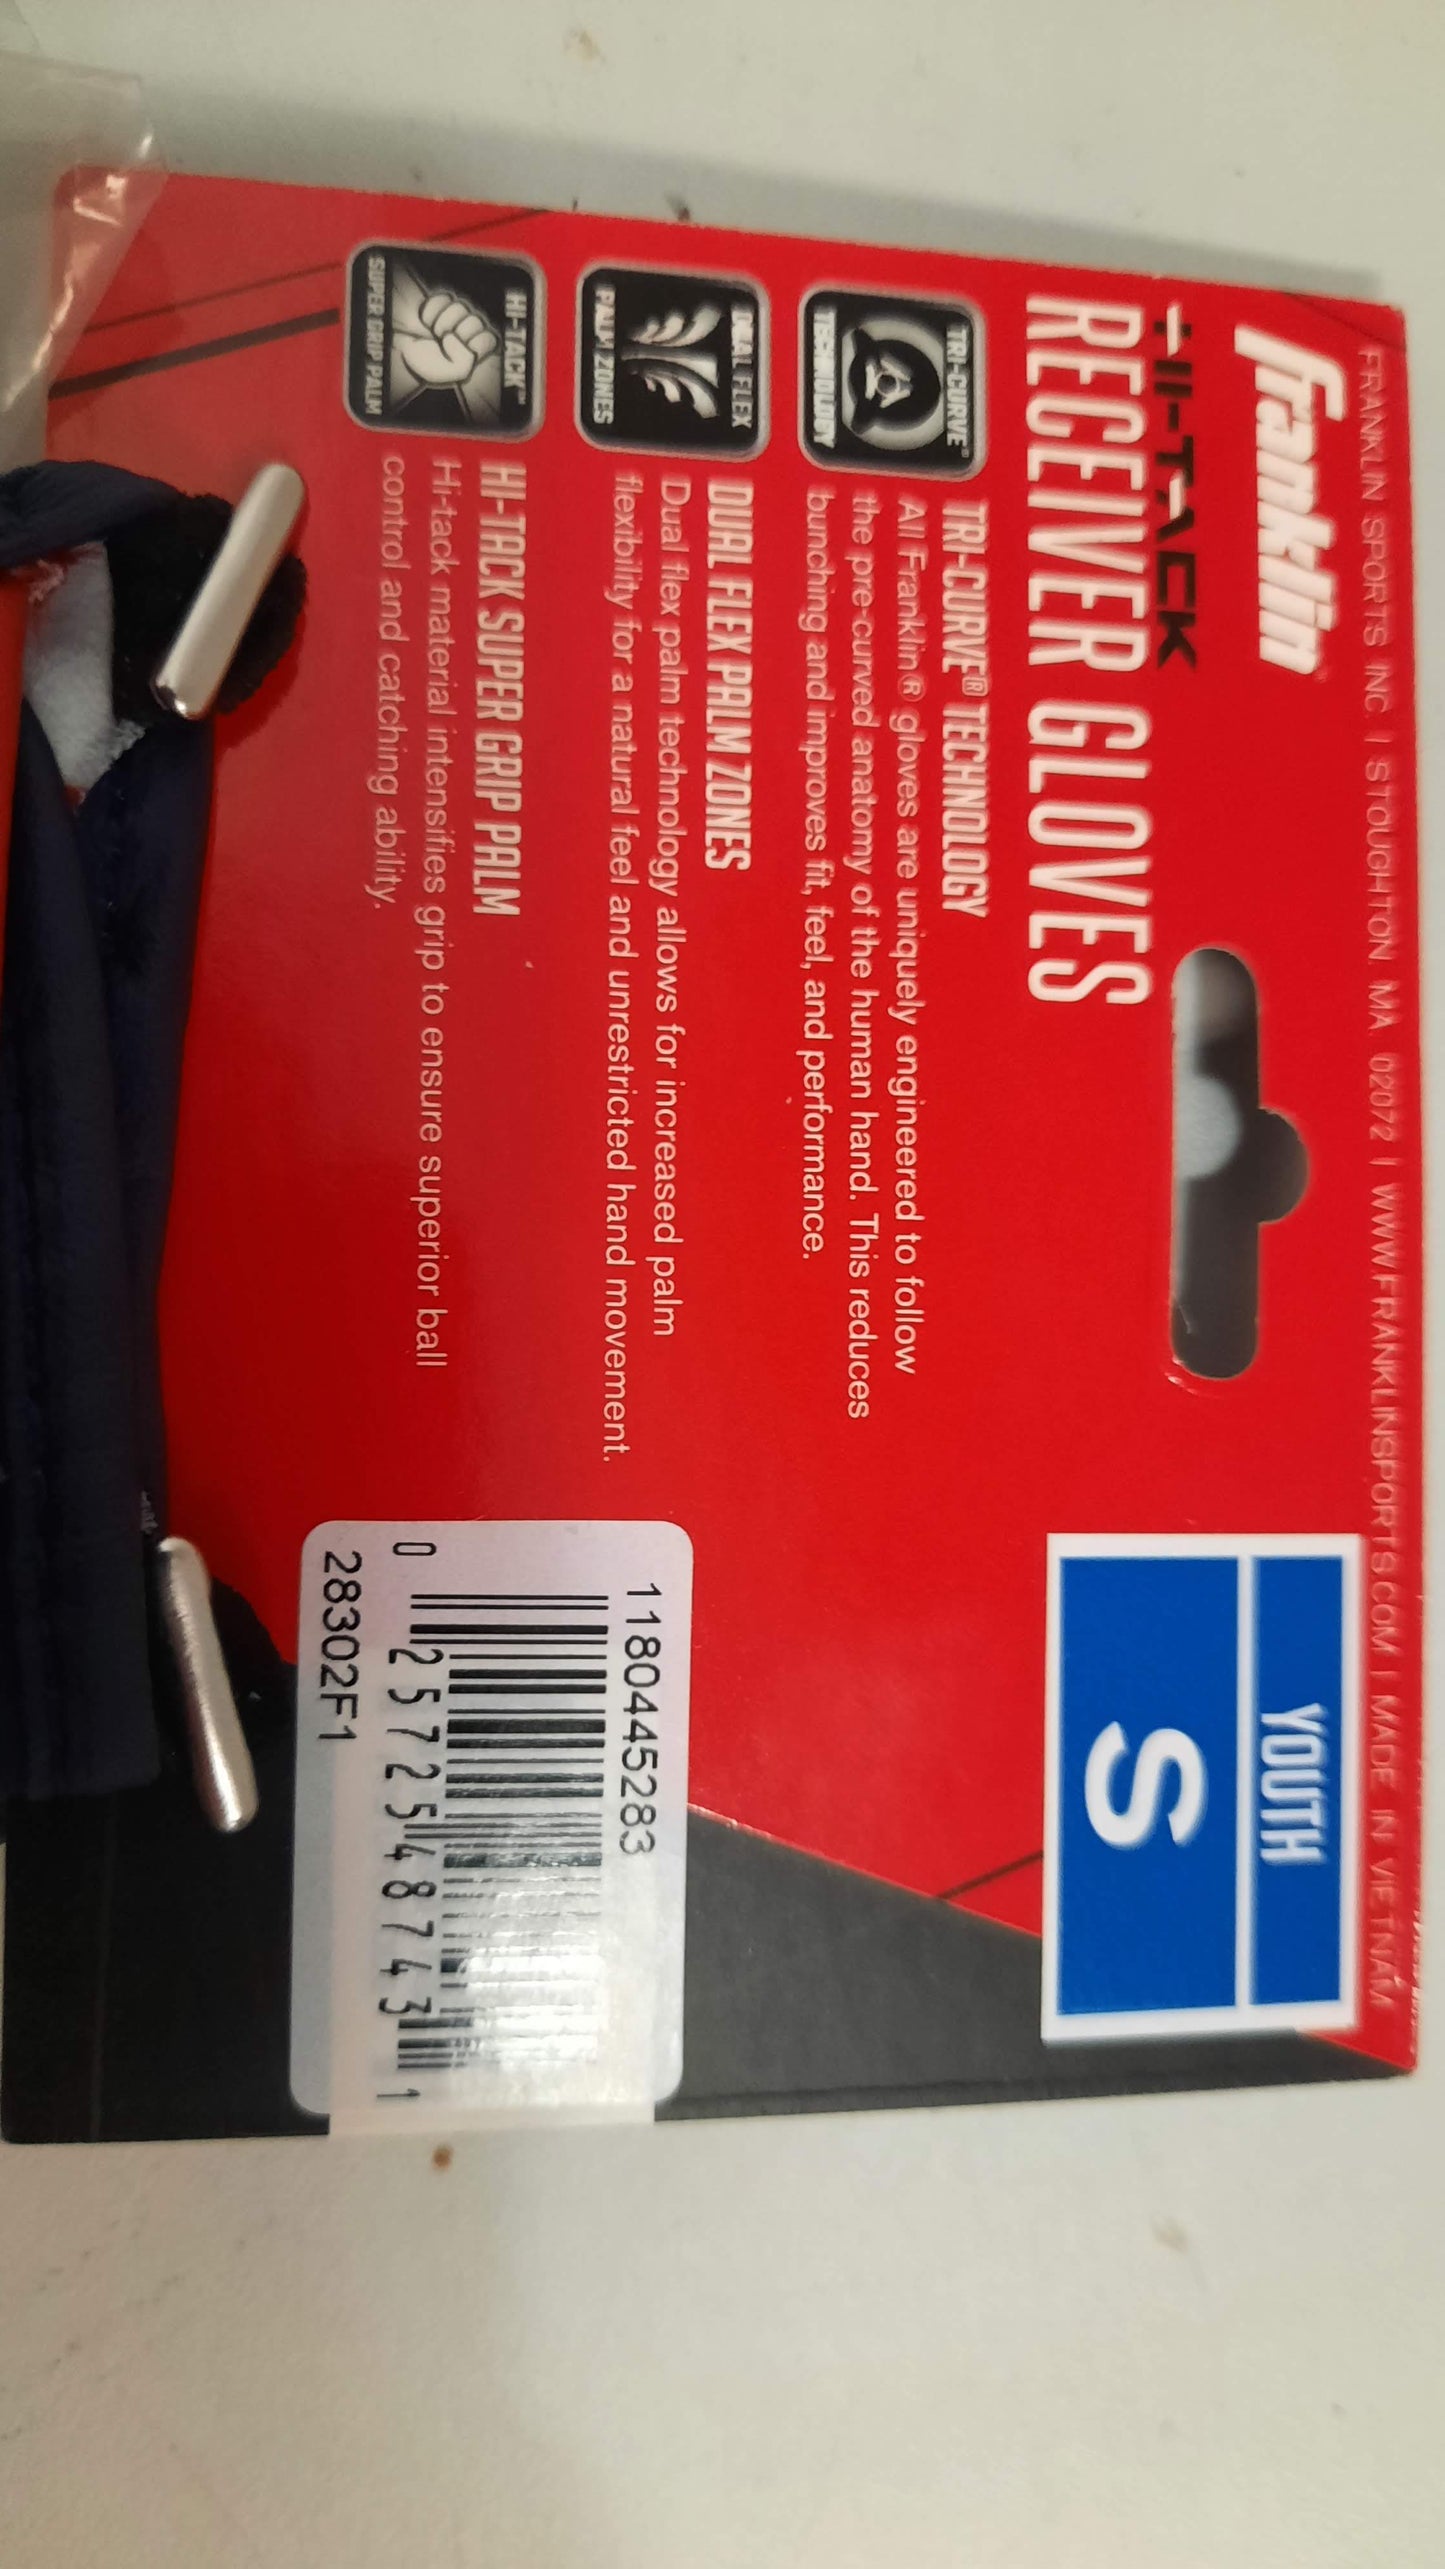 FRANKLIN SPORTS INC. | STOUGHTON, MA 02072 | WWW.FRANKLINSPORTS.COM | MADE IN VIETNAM
Franklin
HI-TACK
RECEIVER GLOVES
YOUTH
S
TRI-CURVE®
TECHNOLOGY
TRI-CURVE® TECHNOLOGY
All Franklin® gloves are uniquely engineered to follow
the pre-curved anatomy of the human hand. This reduces
bunching and improves fit, feel, and performance.
DUAL FLEX
PALM ZONES
DUAL FLEX PALM ZONES
Dual flex palm technology allows for increased palm
flexibility for a natural feel and unrestricted hand movement.
HI-TACK™
SUPER GRIP PALM
HI-TACK SUPER GRIP PALM
Hi-tack material intensifies grip to ensure superior ball
control and catching ability.
1180445283
0 25725 48743 1
28302F1